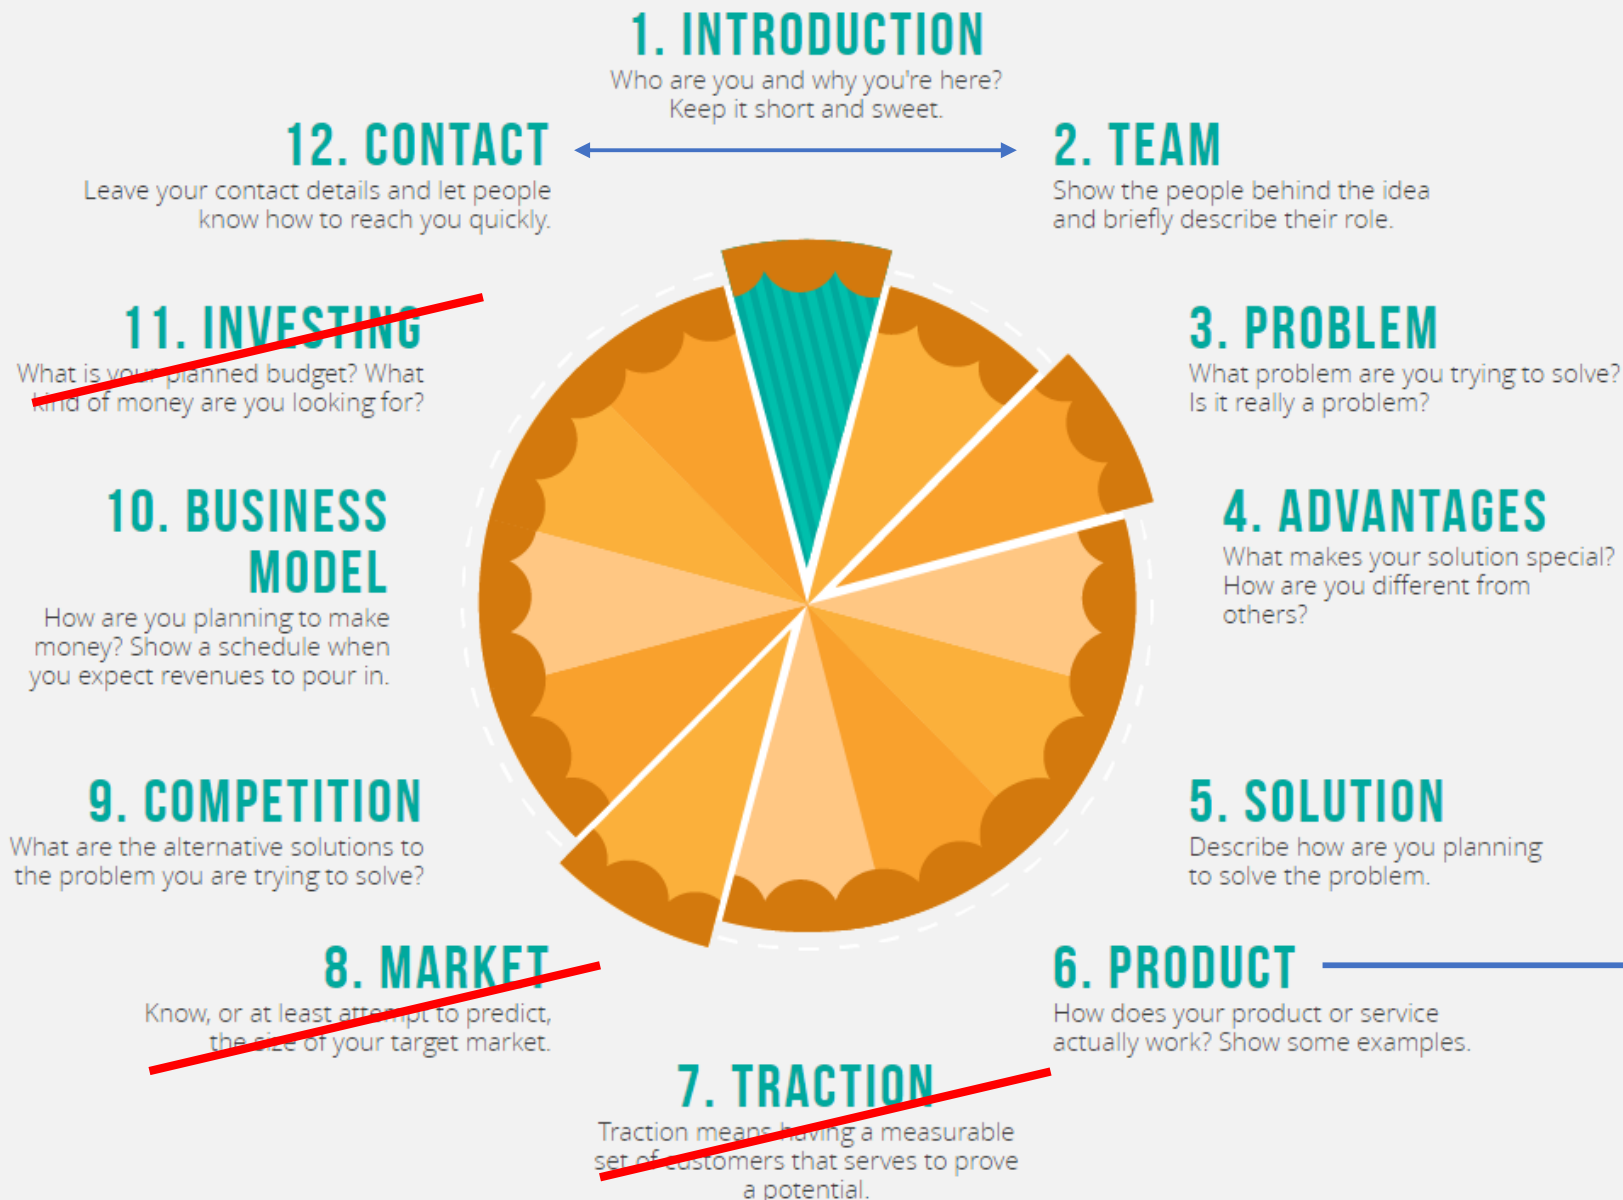 1. INTRODUCTION
Who are you and why you're here?
Keep it short and sweet.
2. TEAM
Show the people behind the idea
and briefly describe their role.
3. PROBLEM
What problem are you trying to solve?
Is it really a problem?
4. ADVANTAGES
What makes your solution special?
How are you different from
others?
5. SOLUTION
Describe how are you planning
to solve the problem.
6. PRODUCT
How does your product or service
actually work? Show some examples.
7. TRACTION
Traction means having a measurable
set of customers that serves to prove
a potential.
8. MARKET
Know, or at least attempt to predict,
the size of your target market.
9. COMPETITION
What are the alternative solutions to
the problem you are trying to solve?
10. BUSINESS
MODEL
How are you planning to make
money? Show a schedule when
you expect revenues to pour in.
11. INVESTING
What is your planned budget? What
kind of money are you looking for?
12. CONTACT
Leave your contact details and let people
know how to reach you quickly.